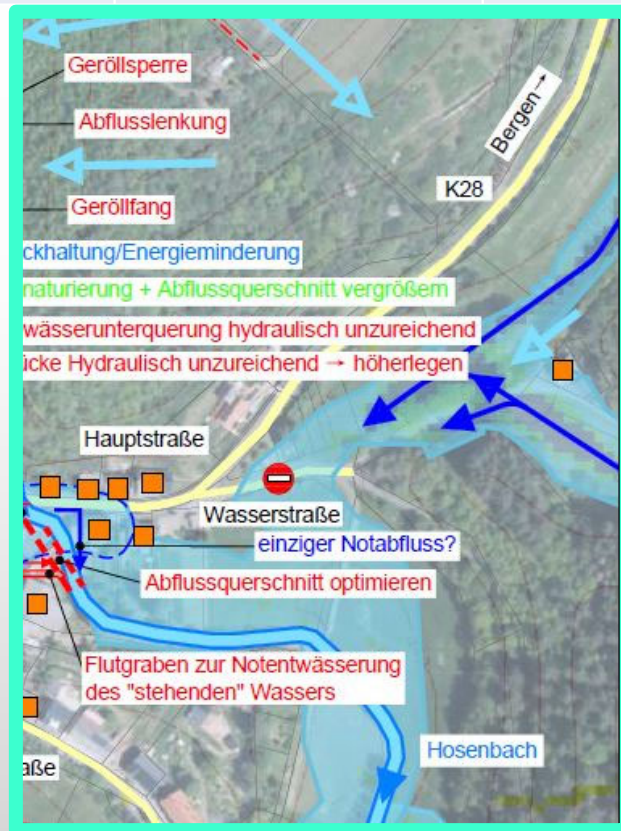 Geröllsperre
Abflusslenkung
Bergen→
K28
Geröllfang
ckhaltung/Energieminderung
naturierung + Abflussquerschnitt vergrößern
wässerunterquerung hydraulisch unzureichend
ücke Hydraulisch unzureichend → höherlegen
Hauptstraße
Wasserstraße
einziger Notabfluss?
Abflussquerschnitt optimieren
Flutgraben zur Notentwässerung
des "stehenden" Wassers
Hosenbach
aße